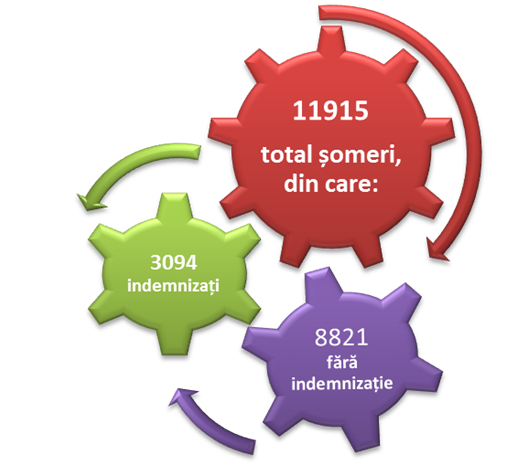 11915
total șomeri,
din care:
3094
indemnizați
8821
fără
indemnizație